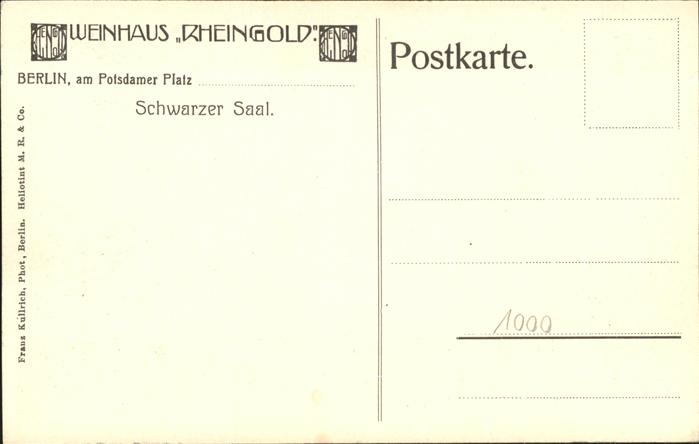 WEINHAUS „RHEINGOLD".
BERLIN, am Potsdamer Platz
Schwarzer Saal.
Franz Kullrich, Phot., Berlin. Heliotint M. R. & Co.
Postkarte.
1000